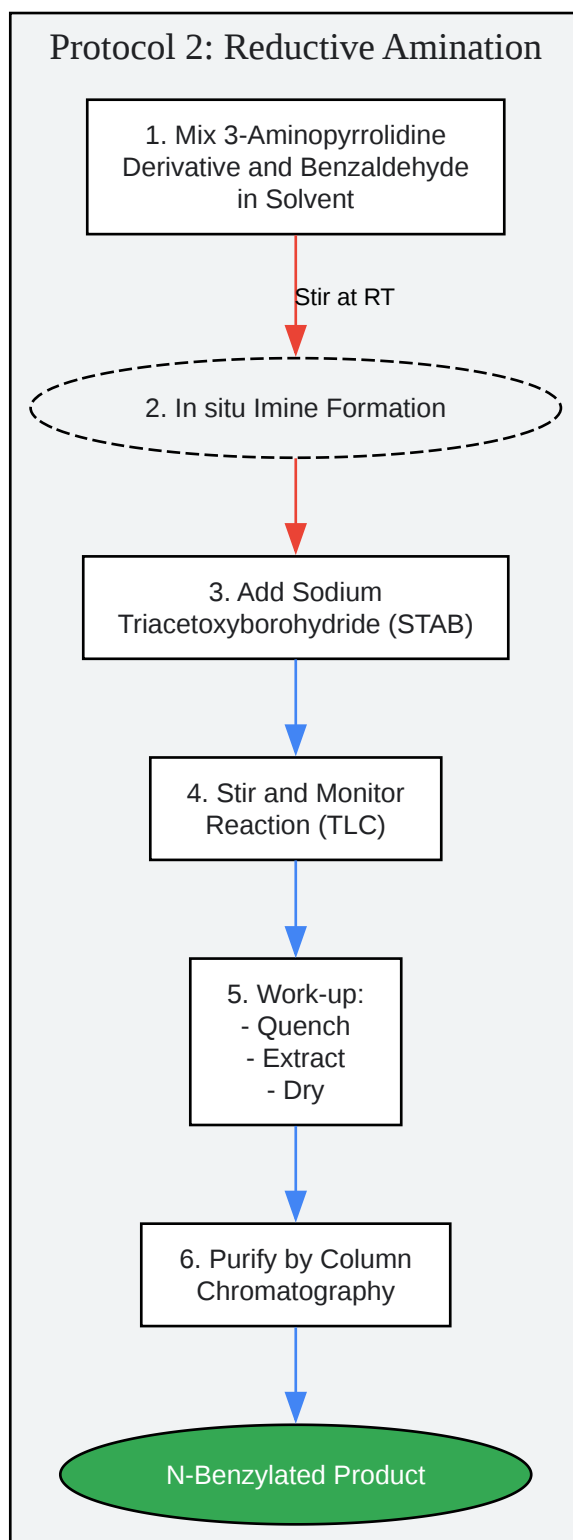 Protocol 2: Reductive Amination
1. Mix 3-Aminopyrrolidine
Derivative and Benzaldehyde
in Solvent
Stir at RT
2. In situ Imine Formation
3. Add Sodium
Triacetoxyborohydride (STAB)
4. Stir and Monitor
Reaction (TLC)
5. Work-up:
- Quench
- Extract
- Dry
6. Purify by Column
Chromatography
N-Benzylated Product